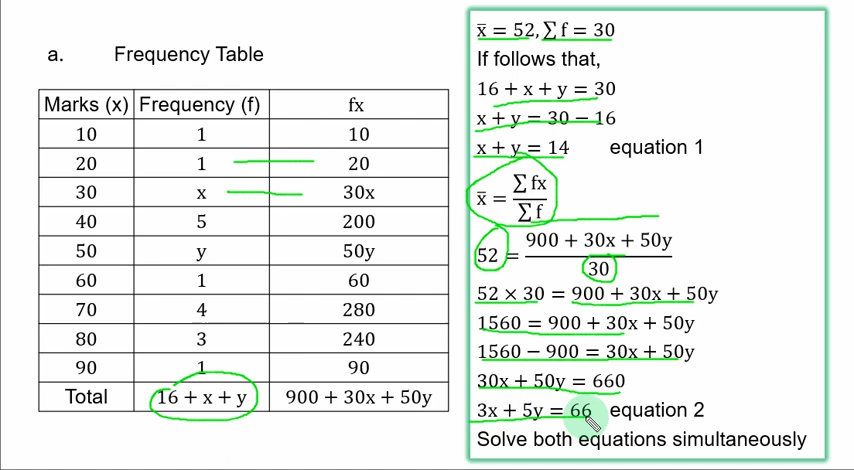 a. Frequency Table
Marks (x) Frequency (f) fx
10 1 10
20 1 20
30 x 30x
40 5 200
50 y 50y
60 1 60
70 4 280
80 3 240
90 1 90
Total 16 + x + y 900 + 30x + 50y
x̅ = 52, ∑ f = 30
If follows that,
16 + x + y = 30
x + y = 30 − 16
x + y = 14 equation 1
x̅ = ∑ fx / ∑ f
52 = 900 + 30x + 50y / 30
52 × 30 = 900 + 30x + 50y
1560 = 900 + 30x + 50y
1560 − 900 = 30x + 50y
30x + 50y = 660
3x + 5y = 66 equation 2
Solve both equations simultaneously